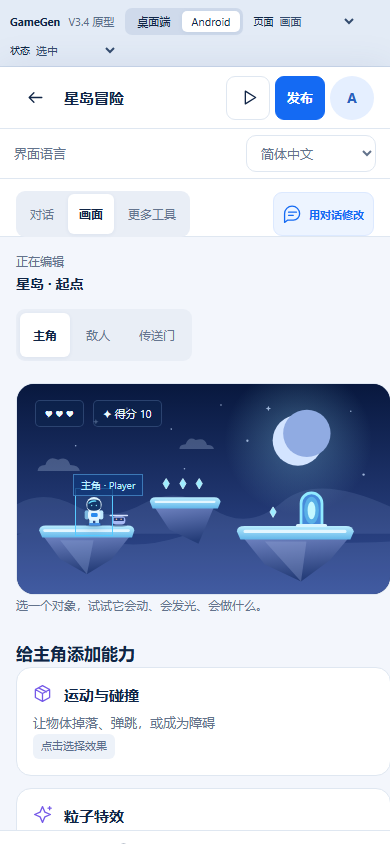 GameGen V3.4 原型 桌面端 Android 页面 画面
状态 选中
星岛冒险 发布 A
界面语言 简体中文
对话 画面 更多工具 用对话修改
正在编辑
星岛 · 起点
主角 敌人 传送门
得分 10
主角 · Player
选一个对象，试试它会动、会发光、会做什么。
给主角添加能力
运动与碰撞
让物体掉落、弹跳，或成为障碍
点击选择效果
粒子特效